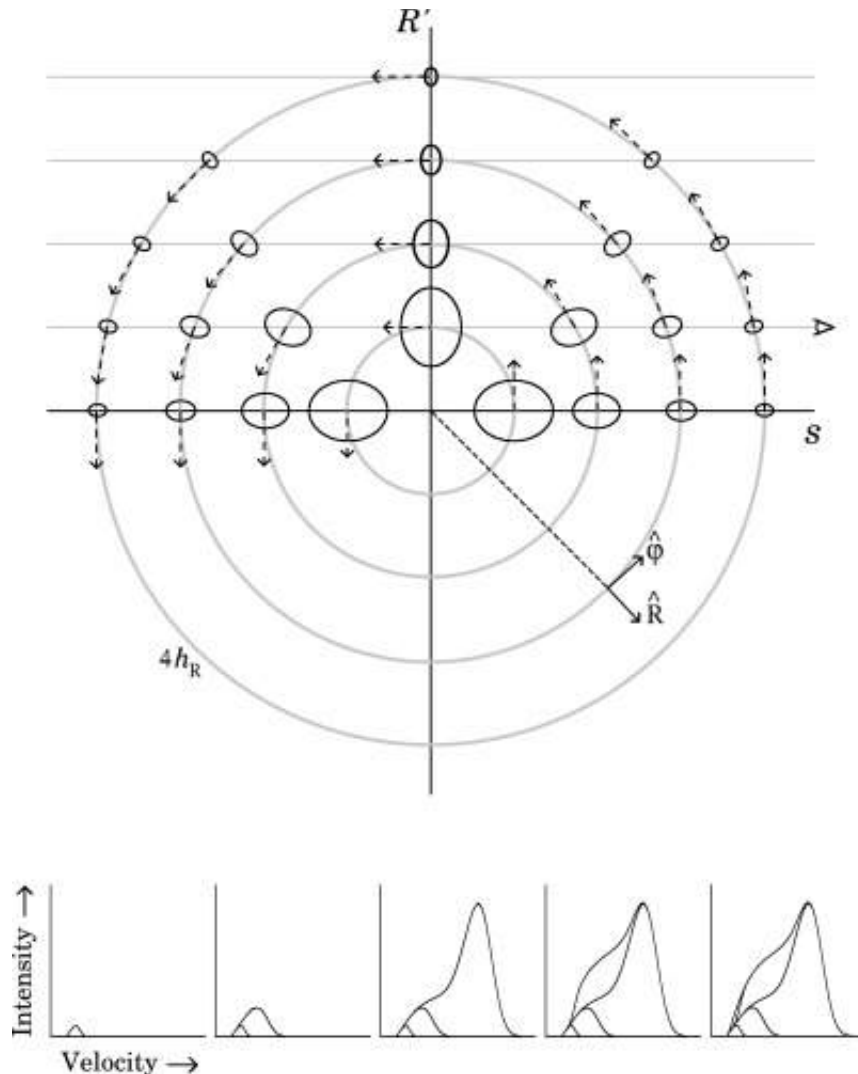 R′
s
φ̂
R̂
4h_R
Intensity →
Velocity →